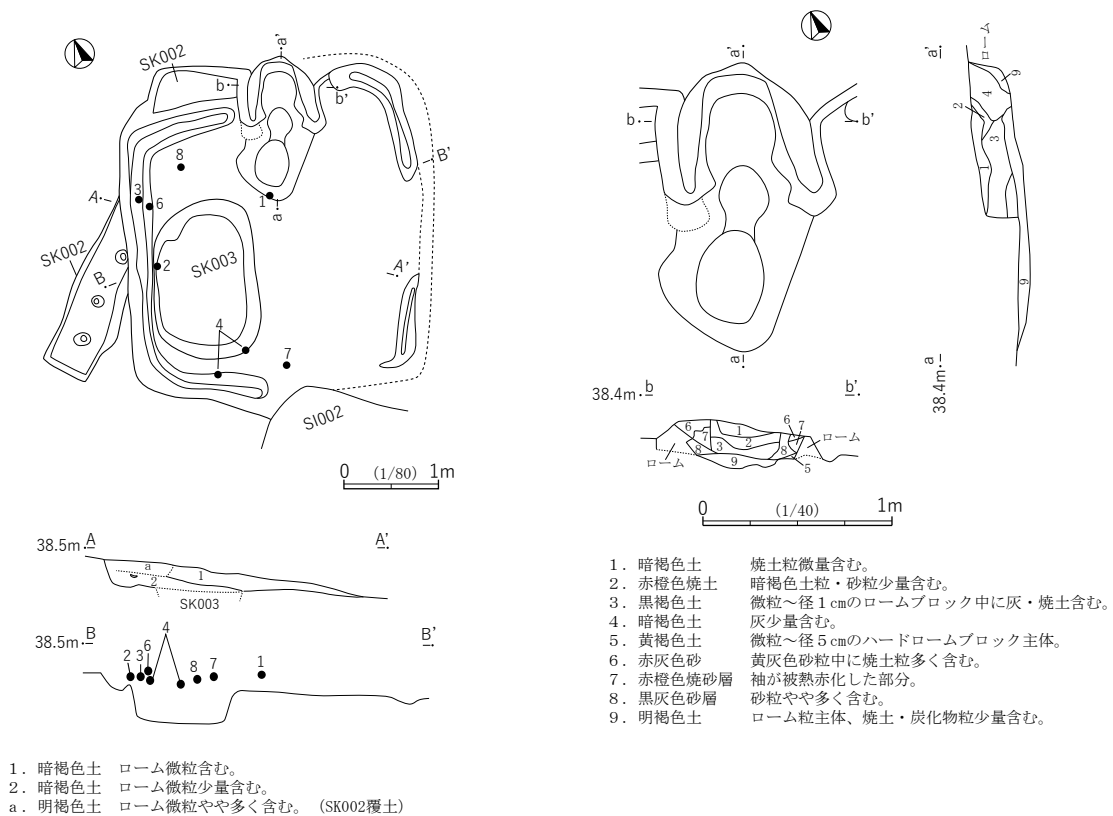 SK002
a'
b
b'
B'
8
3
A
6
1
a
SK002
B
2
SK003
A'
4
7
SI002
0 (1/80) 1m
38.5m A A'
a
1
2
SK003
38.5m B B'
2 3 6 4 8 7 1
1. 暗褐色土 ローム微粒含む。
2. 暗褐色土 ローム微粒少量含む。
a. 明褐色土 ローム微粒やや多く含む。(SK002覆土)
a'
b b'
a
a'
ローム
9
4
2
3
1
9
a
38.4m
38.4m b b'
6 7 1 6 7
ローム 8 3 2 8 ローム
9 5
0 (1/40) 1m
1. 暗褐色土 焼土粒微量含む。
2. 赤橙色焼土 暗褐色土粒・砂粒少量含む。
3. 黒褐色土 微粒～径1㎝のロームブロック中に灰・焼土含む。
4. 暗褐色土 灰少量含む。
5. 黄褐色土 微粒～径5㎝のハードロームブロック主体。
6. 赤灰色砂 黄灰色砂粒中に焼土粒多く含む。
7. 赤橙色焼砂層 袖が被熱赤化した部分。
8. 黒灰色砂層 砂粒やや多く含む。
9. 明褐色土 ローム粒主体、焼土・炭化物粒少量含む。